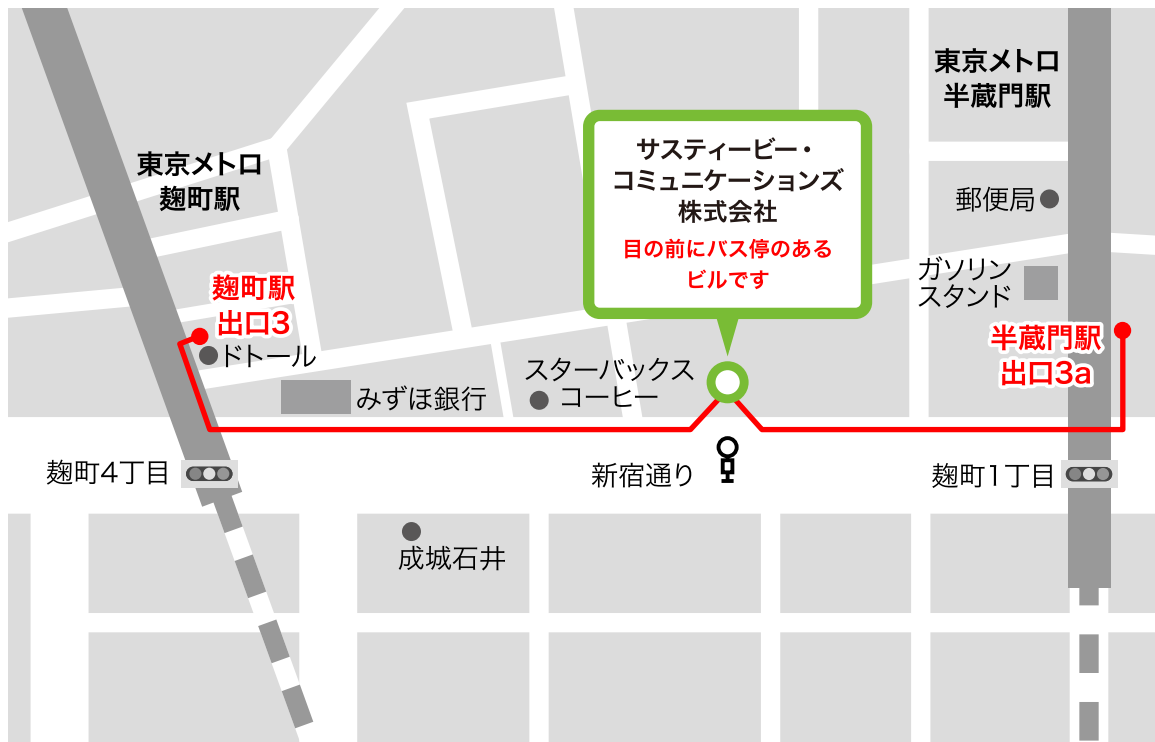 東京メトロ
半蔵門駅
サスティービー・
コミュニケーションズ
株式会社
目の前にバス停のある
ビルです
東京メトロ
麹町駅
郵便局
ガソリン
スタンド
麹町駅
出口3
ドトール
半蔵門駅
出口3a
スターバックス
コーヒー
みずほ銀行
麹町4丁目
新宿通り
麹町1丁目
成城石井